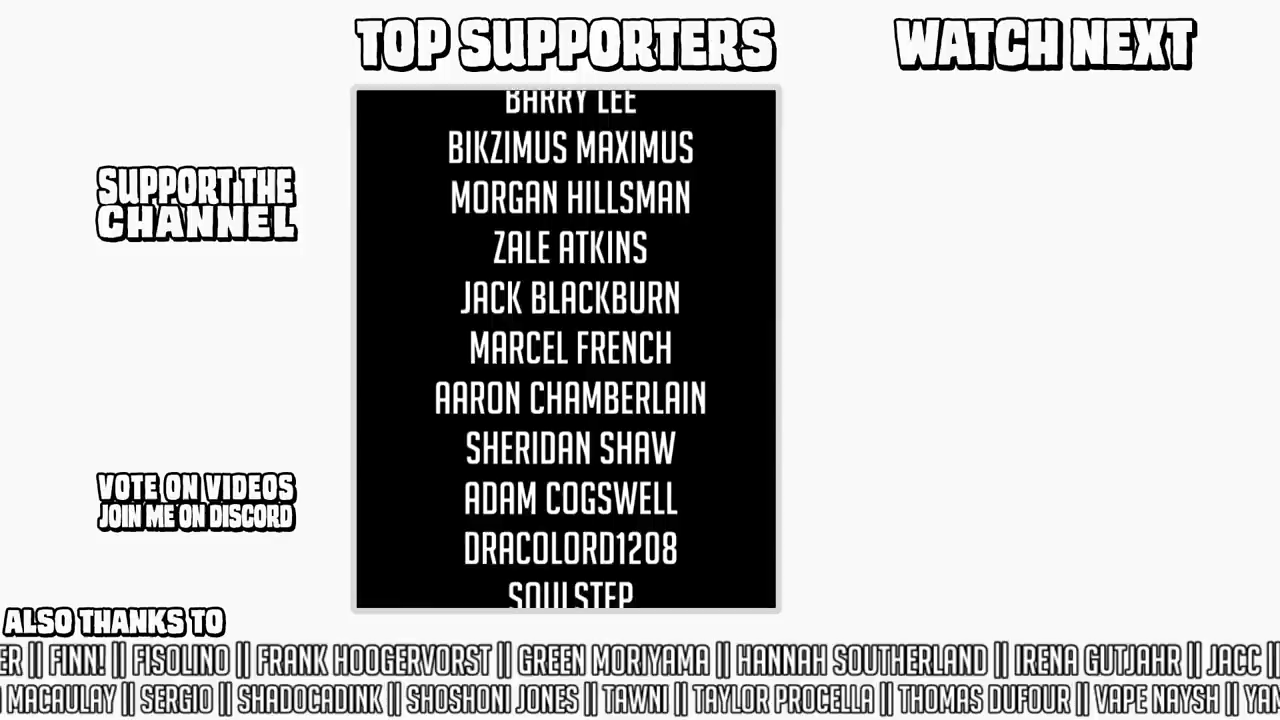 TOP SUPPORTERS
WATCH NEXT
BARRY LEE
BIKZIMUS MAXIMUS
MORGAN HILLSMAN
ZALE ATKINS
JACK BLACKBURN
MARCEL FRENCH
AARON CHAMBERLAIN
SHERIDAN SHAW
ADAM COGSWELL
DRACOLORD1208
SOULSTEP
SUPPORT THE
CHANNEL
VOTE ON VIDEOS
JOIN ME ON DISCORD
ALSO THANKS TO
ER || FINN! || FISOLINO || FRANK HOOGERVORST || GREEN MORIYAMA || HANNAH SOUTHERLAND || IRENA GUTJAHR || JACC ||
MACAULAY || SERGIO || SHADOCADINK || SHOSHONI JONES || TAWNI || TAYLOR PROCELLA || THOMAS DUFOUR || VAPE NAYSH ||